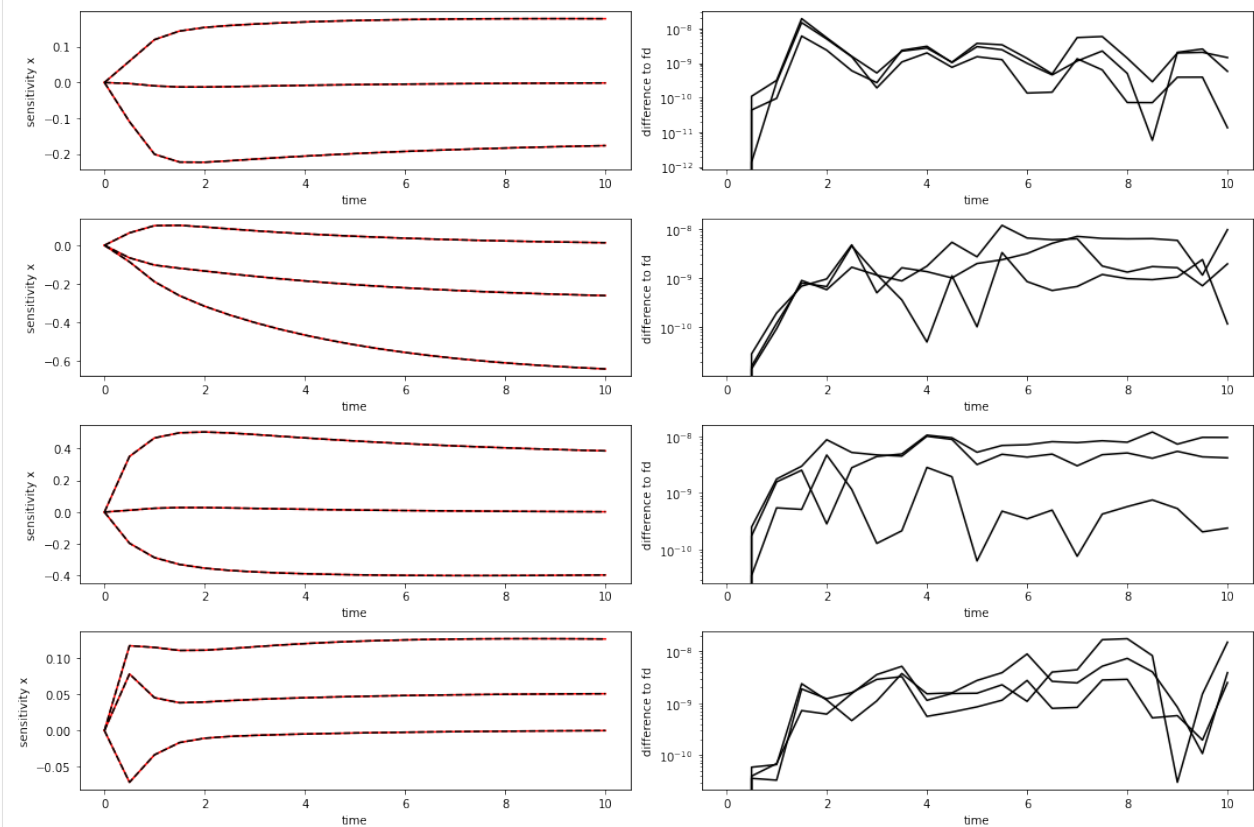 sensitivity x
0.1
0.0
−0.1
−0.2
0 2 4 6 8 10
time
difference to fd
10⁻⁸
10⁻⁹
10⁻¹⁰
10⁻¹¹
10⁻¹²
0 2 4 6 8 10
time
sensitivity x
0.0
−0.2
−0.4
−0.6
0 2 4 6 8 10
time
difference to fd
10⁻⁸
10⁻⁹
10⁻¹⁰
0 2 4 6 8 10
time
sensitivity x
0.4
0.2
0.0
−0.2
−0.4
0 2 4 6 8 10
time
difference to fd
10⁻⁸
10⁻⁹
10⁻¹⁰
0 2 4 6 8 10
time
sensitivity x
0.10
0.05
0.00
−0.05
0 2 4 6 8 10
time
difference to fd
10⁻⁸
10⁻⁹
10⁻¹⁰
0 2 4 6 8 10
time